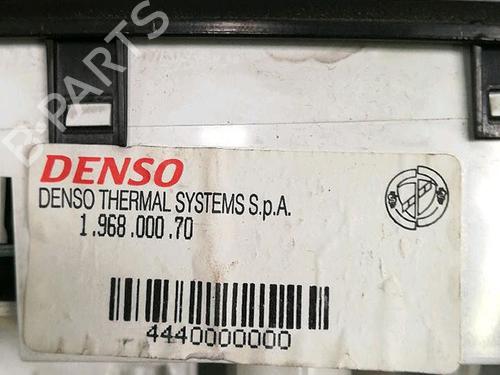 DENSO
DENSO THERMAL SYSTEMS S.p.A.
1.968.000.70
4440000000
B-PARTS